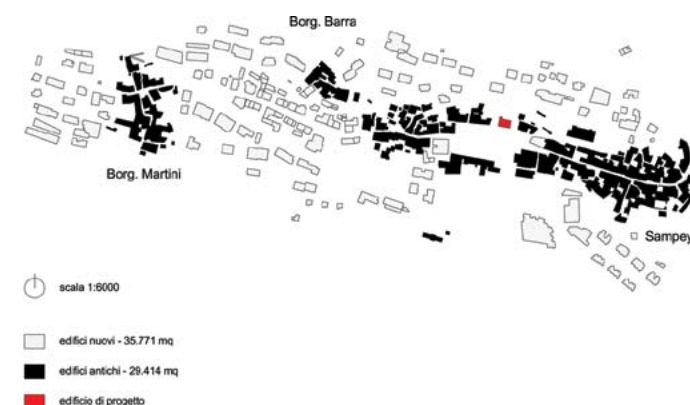 Borg. Barra
Borg. Martini
Sampey
scala 1:6000
edifici nuovi - 35.771 mq
edifici antichi - 29.414 mq
edificio di progetto